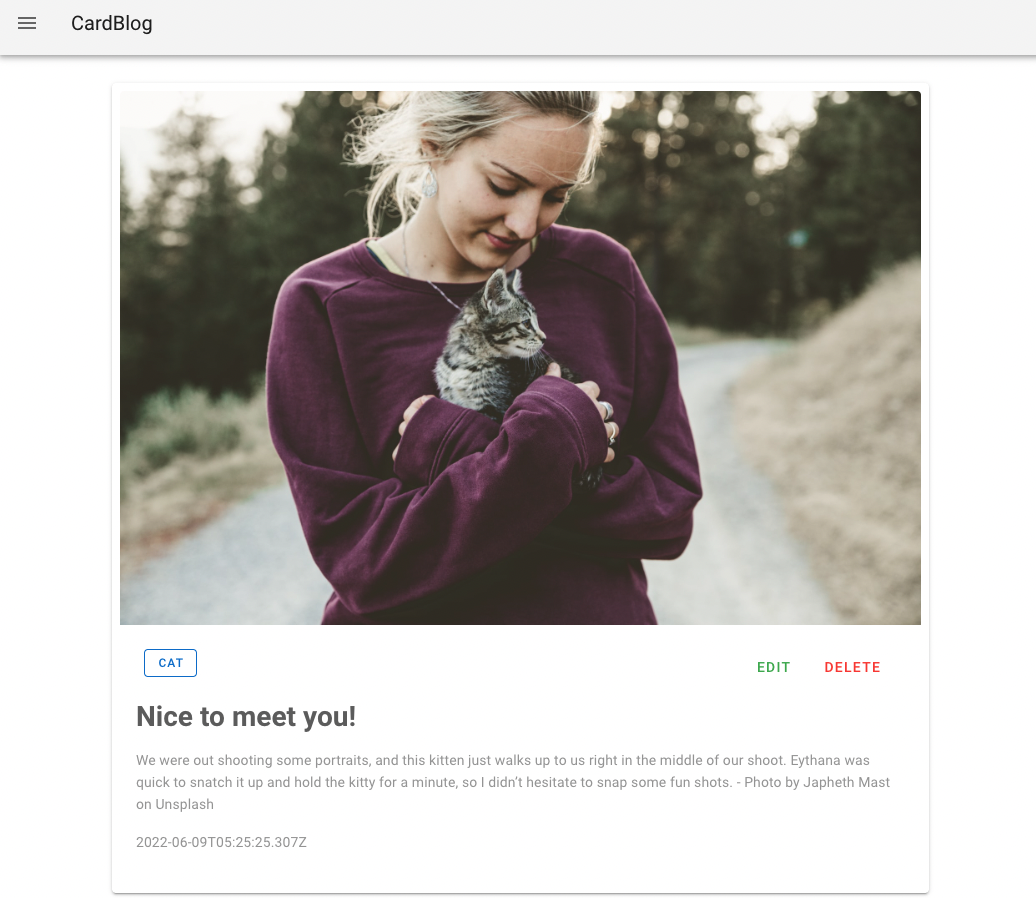 CardBlog
CAT
EDIT
DELETE
Nice to meet you!
We were out shooting some portraits, and this kitten just walks up to us right in the middle of our shoot. Eythana was
quick to snatch it up and hold the kitty for a minute, so I didn’t hesitate to snap some fun shots. - Photo by Japheth Mast
on Unsplash
2022-06-09T05:25:25.307Z